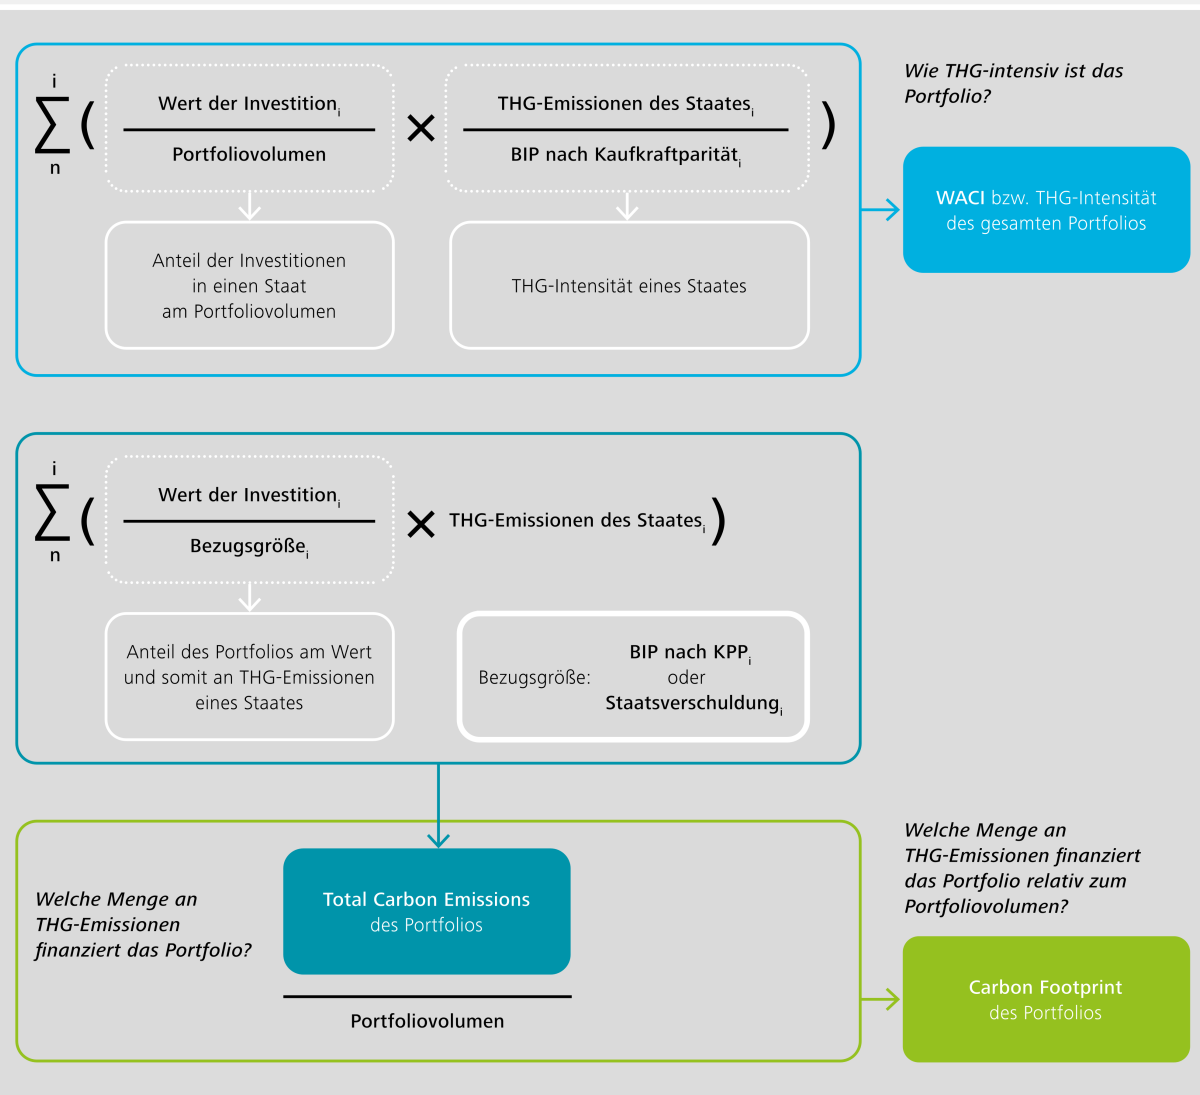 i
∑
n
(
Wert der Investition i
Portfoliovolumen
×
THG-Emissionen des Staates i
BIP nach Kaufkraftparität i
)
Anteil der Investitionen
in einen Staat
am Portfoliovolumen
THG-Intensität eines Staates
Wie THG-intensiv ist das
Portfolio?
WACI bzw. THG-Intensität
des gesamten Portfolios
i
∑
n
(
Wert der Investition i
Bezugsgröße i
×
THG-Emissionen des Staates i
)
Anteil des Portfolios am Wert
und somit an THG-Emissionen
eines Staates
Bezugsgröße:
BIP nach KPP i
oder
Staatsverschuldung i
Welche Menge an
THG-Emissionen
finanziert das Portfolio?
Total Carbon Emissions
des Portfolios
Portfoliovolumen
Welche Menge an
THG-Emissionen finanziert
das Portfolio relativ zum
Portfoliovolumen?
Carbon Footprint
des Portfolios